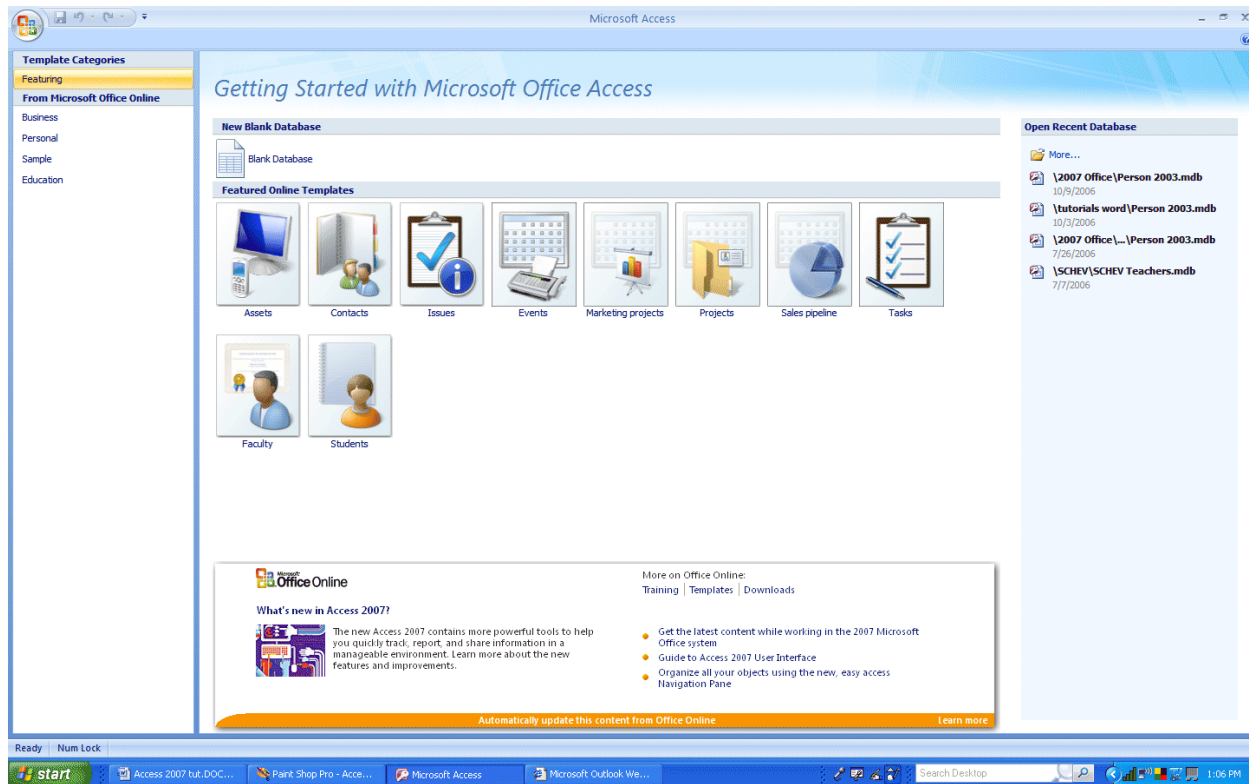 Microsoft Access
Template Categories
Featuring
From Microsoft Office Online
Business
Personal
Sample
Education
Getting Started with Microsoft Office Access
New Blank Database
Blank Database
Featured Online Templates
Assets
Contacts
Issues
Events
Marketing projects
Projects
Sales pipeline
Tasks
Faculty
Students
Open Recent Database
More...
\2007 Office\Person 2003.mdb
10/9/2006
\tutorials word\Person 2003.mdb
10/3/2006
\2007 Office\...\Person 2003.mdb
7/26/2006
\SCHEV\SCHEV Teachers.mdb
7/7/2006
Microsoft
Office Online
What's new in Access 2007?
The new Access 2007 contains more powerful tools to help
you quickly track, report, and share information in a
manageable environment. Learn more about the new
features and improvements.
More on Office Online:
Training | Templates | Downloads
Get the latest content while working in the 2007 Microsoft
Office system
Guide to Access 2007 User Interface
Organize all your objects using the new, easy access
Navigation Pane
Automatically update this content from Office Online
Learn more
Ready Num Lock
start
Access 2007 tut.DOC...
Paint Shop Pro - Acce...
Microsoft Access
Microsoft Outlook We...
Search Desktop
1:06 PM